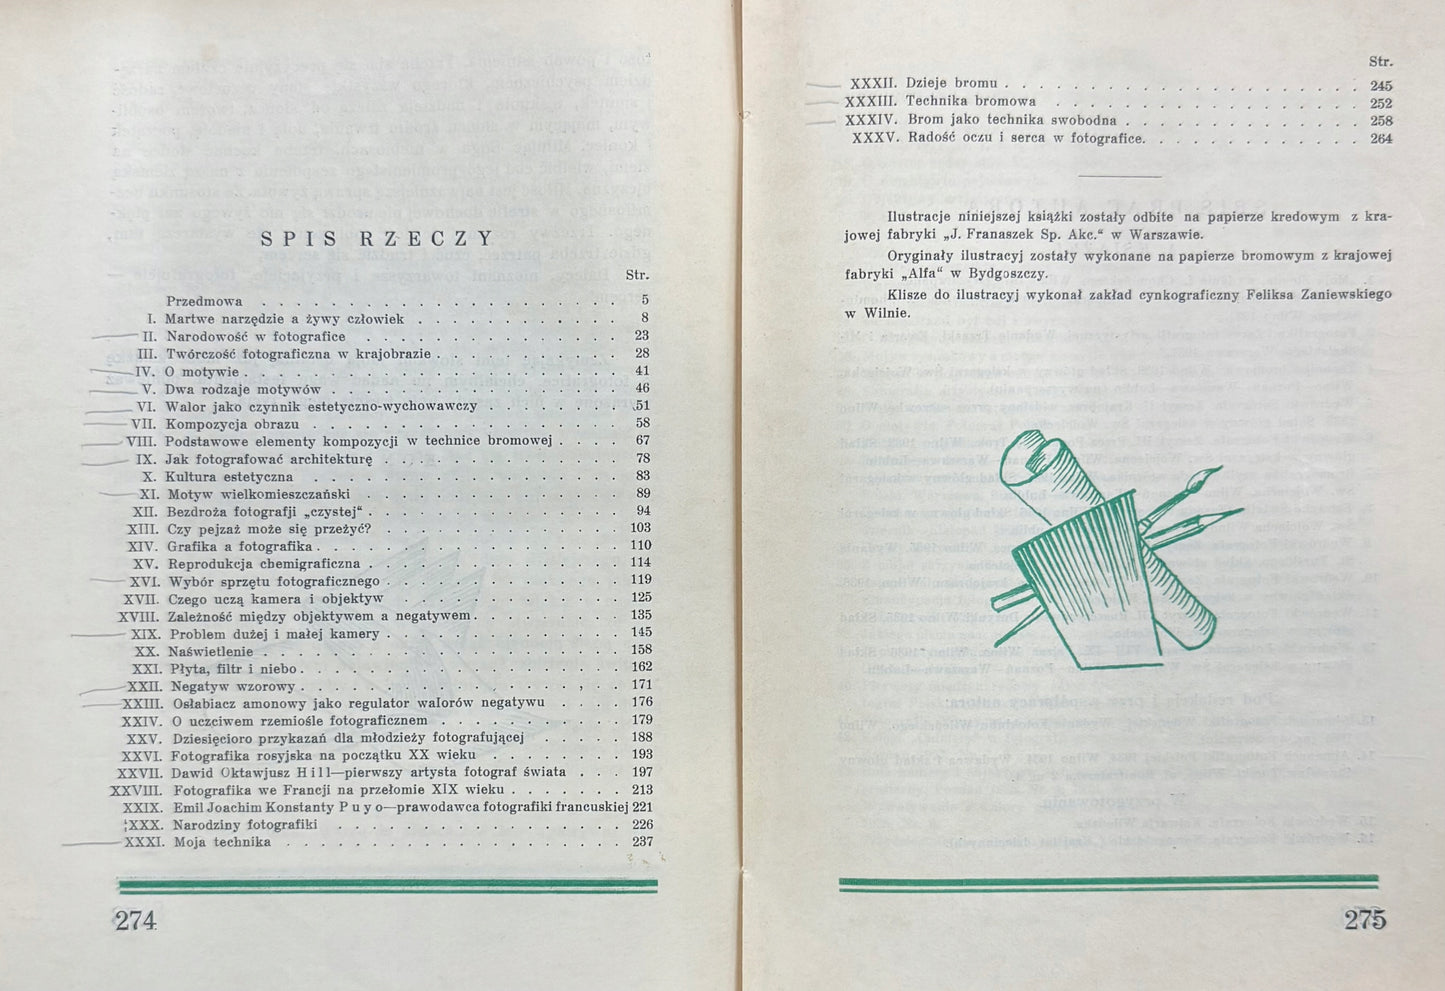 SPIS RZECZY
Str.
Przedmowa . . . . . . . . . . . . . . . . . . . 5
I. Martwe narzędzie a żywy człowiek . . . . . . . . . . . . 8
II. Narodowość w fotografice . . . . . . . . . . . . . . 23
III. Twórczość fotograficzna w krajobrazie . . . . . . . . . . . 28
IV. O motywie . . . . . . . . . . . . . . . . . . . . 41
V. Dwa rodzaje motywów . . . . . . . . . . . . . . . . 46
VI. Walor jako czynnik estetyczno-wychowawczy . . . . . . . . 51
VII. Kompozycja obrazu . . . . . . . . . . . . . . . . . 58
VIII. Podstawowe elementy kompozycji w technice bromowej . . . . 67
IX. Jak fotografować architekturę . . . . . . . . . . . . . 78
X. Kultura estetyczna . . . . . . . . . . . . . . . . . 83
XI. Motyw wielkomiejszczański . . . . . . . . . . . . . . 89
XII. Bezdroża fotografji „czystej“ . . . . . . . . . . . . . . 94
XIII. Czy pejzaż może się przeżyć? . . . . . . . . . . . . . 103
XIV. Grafika a fotografika . . . . . . . . . . . . . . . . . 110
XV. Reprodukcja chemigraficzna . . . . . . . . . . . . . . 114
XVI. Wybór sprzętu fotograficznego . . . . . . . . . . . . . 119
XVII. Czego uczą kamera i objektyw . . . . . . . . . . . . 125
XVIII. Zależność między objektywem a negatywem . . . . . . . . . 135
XIX. Problem dużej i małej kamery . . . . . . . . . . . . . 145
XX. Naświetlenie . . . . . . . . . . . . . . . . . . . . 158
XXI. Płyta, filtr i niebo . . . . . . . . . . . . . . . . . . 162
XXII. Negatyw wzorowy . . . . . . . . . . . . . . . . . . 171
XXIII. Osłabiacz amonowy jako regulator walorów negatywu . . . . 176
XXIV. O uczciwem rzemiośle fotograficznem . . . . . . . . . . 179
XXV. Dziesięcioro przykazań dla młodzieży fotografującej . . . . . 188
XXVI. Fotografika rosyjska na początku XX wieku . . . . . . . . 193
XXVII. Dawid Oktawjusz Hill—pierwszy artysta fotograf świata . . . 197
XXVIII. Fotografika we Francji na przełomie XIX wieku . . . . . . . 213
XXIX. Emil Joachim Konstanty Puyo—prawodawca fotografiki francuskiej 221
XXX. Narodziny fotografiki . . . . . . . . . . . . . . . . 226
XXXI. Moja technika . . . . . . . . . . . . . . . . . . . 237
274
Str.
XXXII. Dzieje bromu . . . . . . . . . . . . . . . . . . . 245
XXXIII. Technika bromowa . . . . . . . . . . . . . . . . 252
XXXIV. Brom jako technika swobodna . . . . . . . . . . . . . 258
XXXV. Radość oczu i serca w fotografice . . . . . . . . . . . . 264
Ilustracje niniejszej książki zostały odbite na papierze kredowym z kra-
jowej fabryki „J. Franaszek Sp. Akc.“ w Warszawie.
Oryginały ilustracyj zostały wykonane na papierze bromowym z krajowej
fabryki „Alfa“ w Bydgoszczy.
Klisze do ilustracyj wykonał zakład cynkograficzny Feliksa Zaniewskiego
w Wilnie.
275